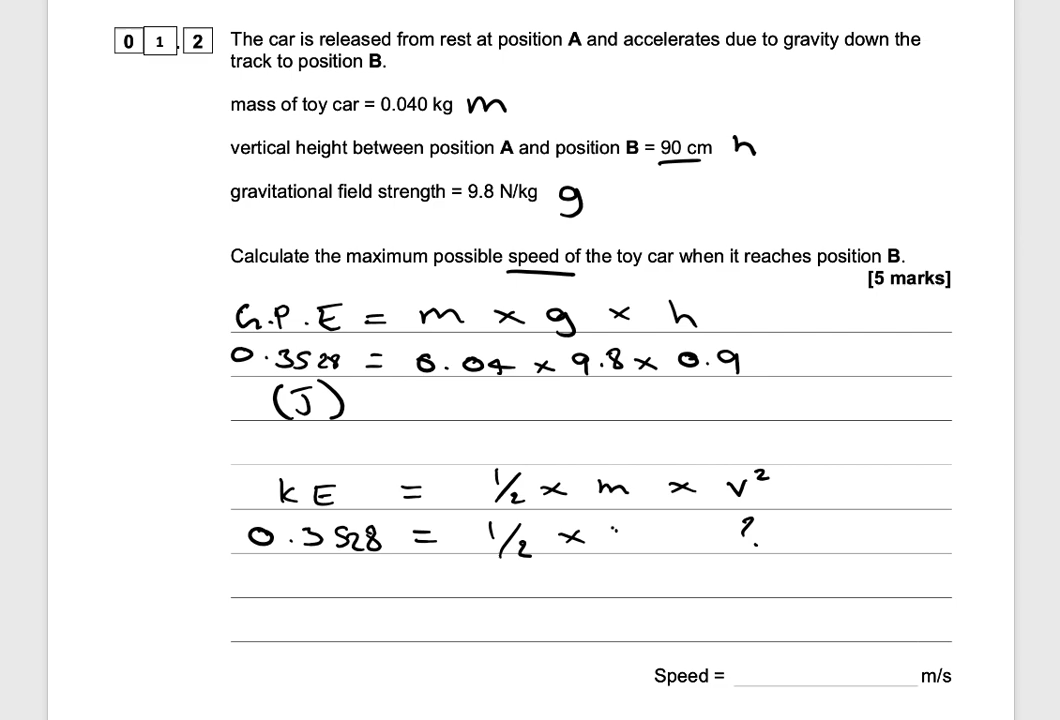 0 1 . 2 The car is released from rest at position A and accelerates due to gravity down the
track to position B.
mass of toy car = 0.040 kg m
vertical height between position A and position B = 90 cm h
gravitational field strength = 9.8 N/kg g
Calculate the maximum possible speed of the toy car when it reaches position B.
[5 marks]
G.P.E = m × g × h
0.3528 = 0.04 × 9.8 × 0.9
(J)
KE = 1/2 × m × v²
0.3528 = 1/2 × ?
Speed = ____ m/s